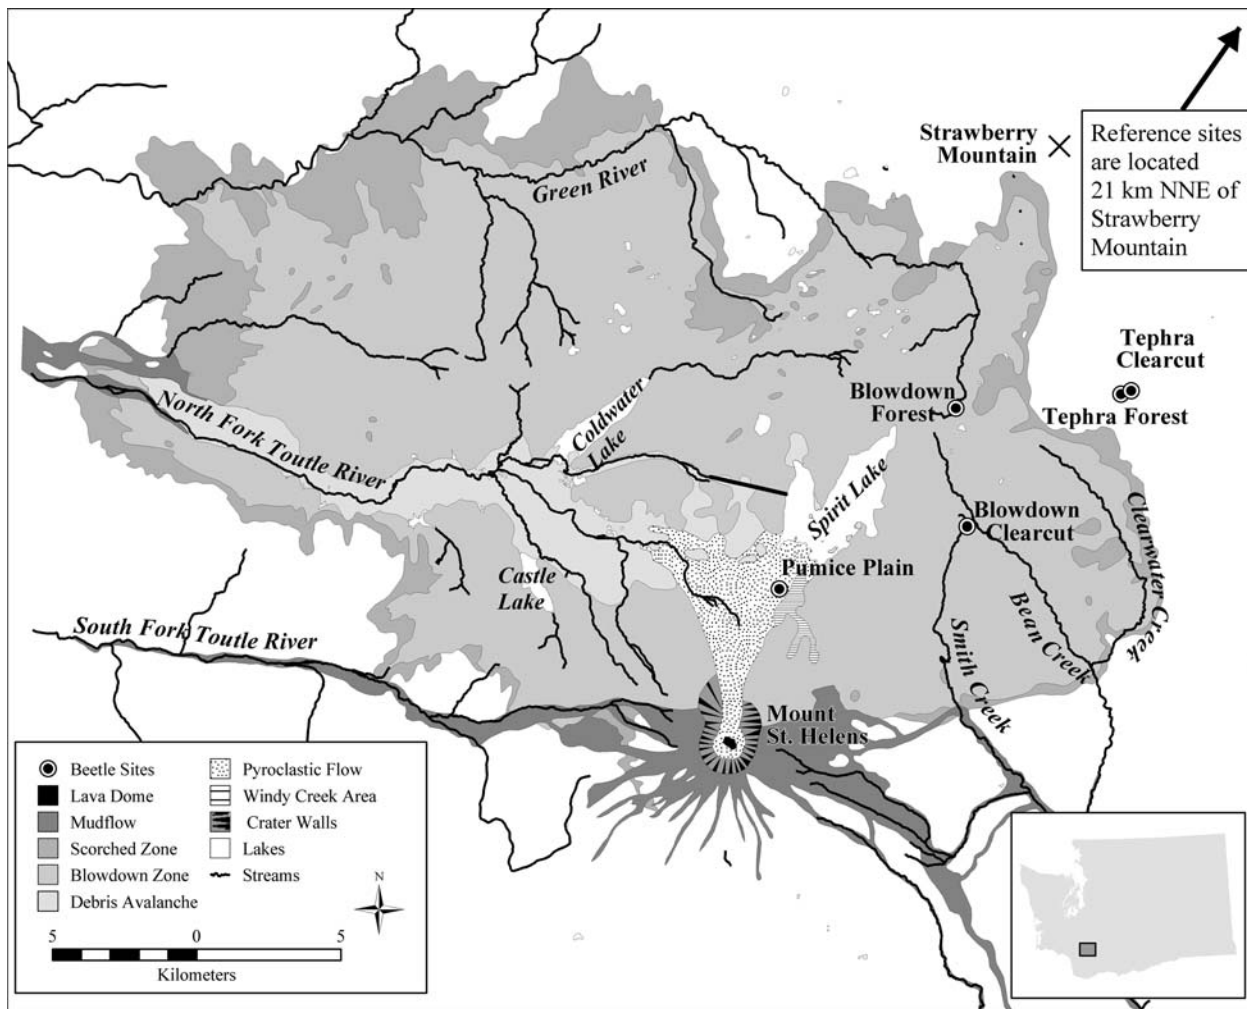 Strawberry
Mountain
Reference sites
are located
21 km NNE of
Strawberry
Mountain
Green River
Tephra
Clearcut
Tephra Forest
Blowdown
Forest
North Fork Toutle River
Coldwater
Lake
Spirit Lake
Blowdown
Clearcut
Clearwater Creek
Castle
Lake
Pumice Plain
Bean Creek
Smith Creek
South Fork Toutle River
Mount
St. Helens
Beetle Sites
Lava Dome
Mudflow
Scorched Zone
Blowdown Zone
Debris Avalanche
Pyroclastic Flow
Windy Creek Area
Crater Walls
Lakes
Streams
N
5 0 5
Kilometers